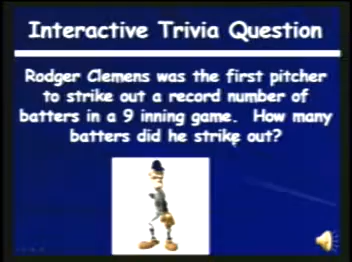 Interactive Trivia Question
Rodger Clemens was the first pitcher
to strike out a record number of
batters in a 9 inning game. How many
batters did he strike out?